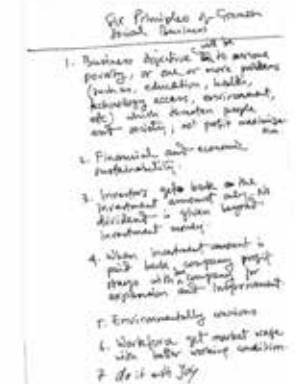 Six Principles of Grameen
Social Business
1. Business objective will be to overcome
poverty, or one or more problems
(such as, education, health,
technology access, environment,
etc) which threaten people
and society; not profit maximiza
tion
2. Financial and economic
sustainability.
3. Investors get back the
investment amount only. No
dividend is given beyond
investment money.
4. When investment amount is
paid back, company profit
stays with company for
expansion and improvement
5. Environmentally conscious
6. Workforce get market wage
with better working condition
7. do it with Joy